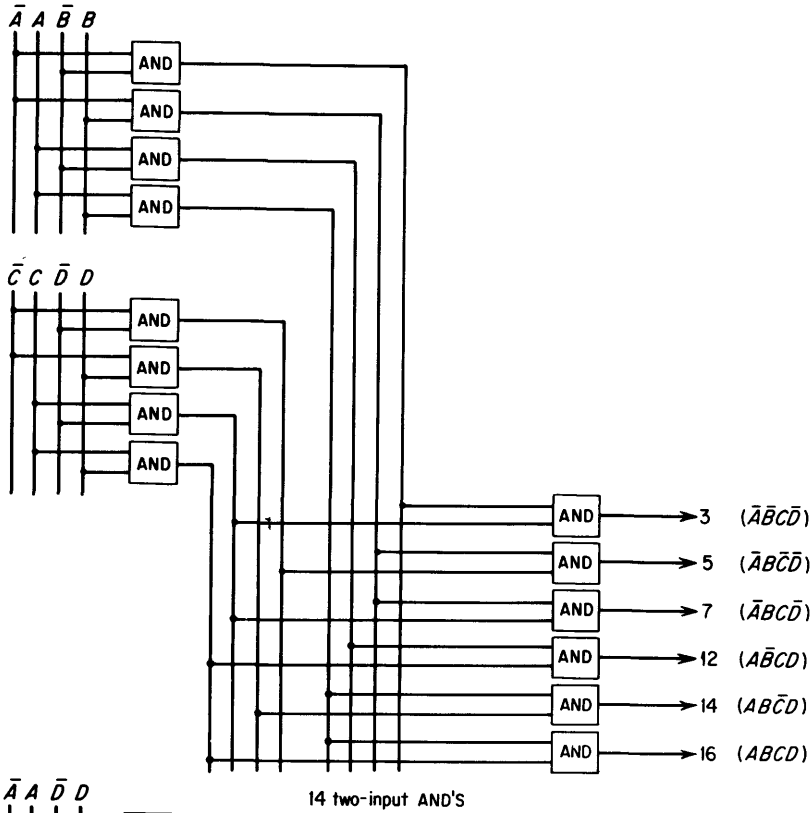 Ā A B̄ B
AND
AND
AND
AND
C̄ C D̄ D
AND
AND
AND
AND
AND 3 (ĀB̄CD̄)
AND 5 (ĀBC̄D̄)
AND 7 (ĀBCD̄)
AND 12 (AB̄CD)
AND 14 (ABC̄D)
AND 16 (ABCD)
14 two-input AND'S
Ā A D̄ D